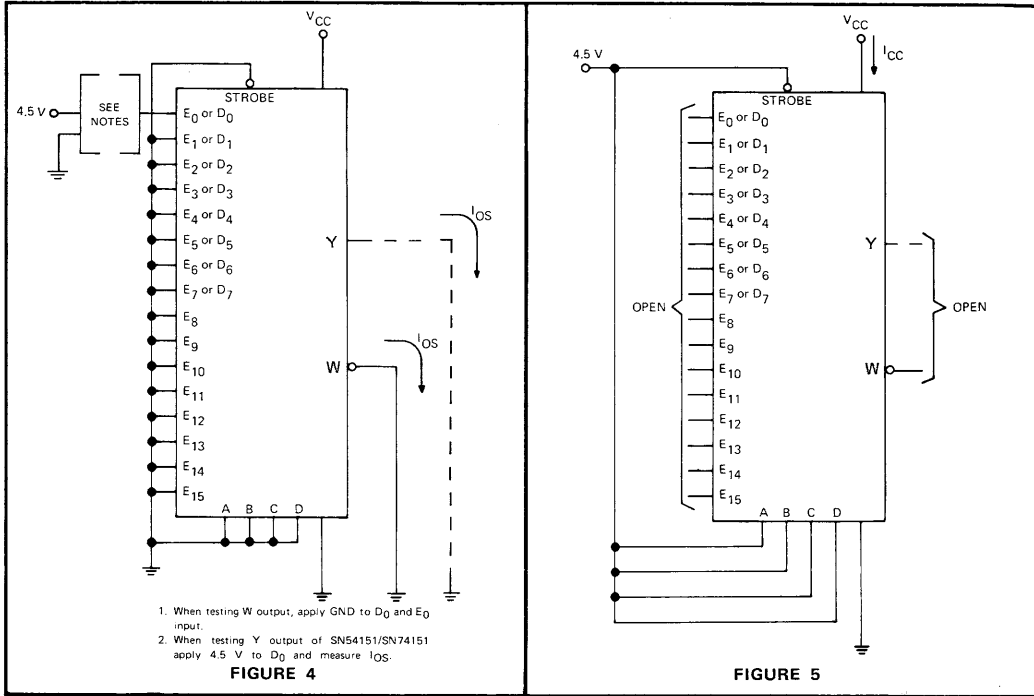 VCC
4.5 V
SEE
NOTES
STROBE
E0 or D0
E1 or D1
E2 or D2
E3 or D3
E4 or D4
E5 or D5
E6 or D6
E7 or D7
E8
E9
E10
E11
E12
E13
E14
E15
Y
W
IOS
IOS
A B C D
1. When testing W output, apply GND to D0 and E0
input.
2. When testing Y output of SN54151/SN74151
apply 4.5 V to D0 and measure IOS.
FIGURE 4
VCC
ICC
4.5 V
STROBE
E0 or D0
E1 or D1
E2 or D2
E3 or D3
E4 or D4
E5 or D5
E6 or D6
E7 or D7
E8
E9
E10
E11
E12
E13
E14
E15
OPEN
Y
W
OPEN
A B C D
FIGURE 5